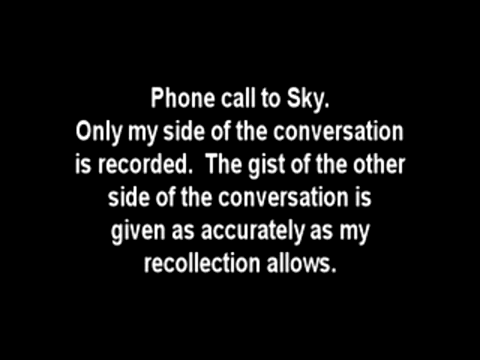 Phone call to Sky.
Only my side of the conversation
is recorded.  The gist of the other
side of the conversation is
given as accurately as my
recollection allows.